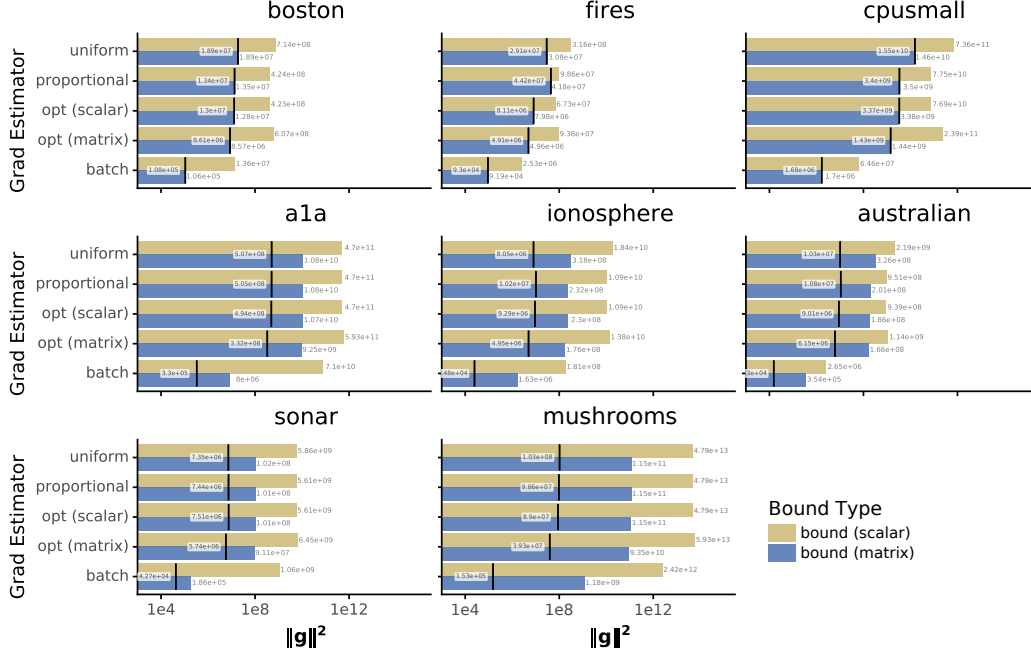 boston
fires
cpusmall
Grad Estimator
uniform
proportional
opt (scalar)
opt (matrix)
batch
7.14e+08
1.89e+07
1.89e+07
4.24e+08
1.34e+07
1.35e+07
4.23e+08
1.3e+07
1.28e+07
6.07e+08
8.61e+06
8.57e+06
1.36e+07
1.08e+05
1.06e+05
3.16e+08
2.91e+07
3.08e+07
9.86e+07
4.42e+07
4.18e+07
6.73e+07
8.11e+06
7.98e+06
9.38e+07
4.91e+06
4.96e+06
2.53e+06
9.3e+04
9.19e+04
7.36e+11
1.55e+10
1.46e+10
7.75e+10
3.4e+09
3.5e+09
7.69e+10
3.37e+09
3.38e+09
2.39e+11
1.43e+09
1.44e+09
6.46e+07
1.68e+06
1.7e+06
a1a
ionosphere
australian
Grad Estimator
uniform
proportional
opt (scalar)
opt (matrix)
batch
4.7e+11
5.07e+08
1.08e+10
4.7e+11
5.05e+08
1.08e+10
4.7e+11
4.94e+08
1.07e+10
5.93e+11
3.32e+08
9.25e+09
7.1e+10
3.3e+05
8e+06
1.84e+10
8.05e+06
3.18e+08
1.09e+10
1.02e+07
2.32e+08
1.09e+10
9.29e+06
2.3e+08
1.38e+10
4.95e+06
1.76e+08
1.81e+08
.48e+04
1.63e+06
2.19e+09
1.03e+07
3.26e+08
9.51e+08
1.08e+07
2.01e+08
9.39e+08
9.01e+06
1.86e+08
1.14e+09
6.15e+06
1.66e+08
2.65e+06
3e+04
3.54e+05
sonar
mushrooms
Grad Estimator
uniform
proportional
opt (scalar)
opt (matrix)
batch
5.86e+09
7.35e+06
1.02e+08
5.61e+09
7.44e+06
1.01e+08
5.61e+09
7.51e+06
1.01e+08
6.45e+09
5.74e+06
9.11e+07
1.06e+09
4.27e+04
1.86e+05
4.79e+13
1.03e+08
1.15e+11
4.79e+13
9.66e+07
1.15e+11
4.79e+13
8.9e+07
1.15e+11
5.93e+13
3.93e+07
9.35e+10
2.42e+12
1.53e+05
1.18e+09
1e4
1e8
1e12
1e4
1e8
1e12
‖g‖²
‖g‖²
Bound Type
bound (scalar)
bound (matrix)